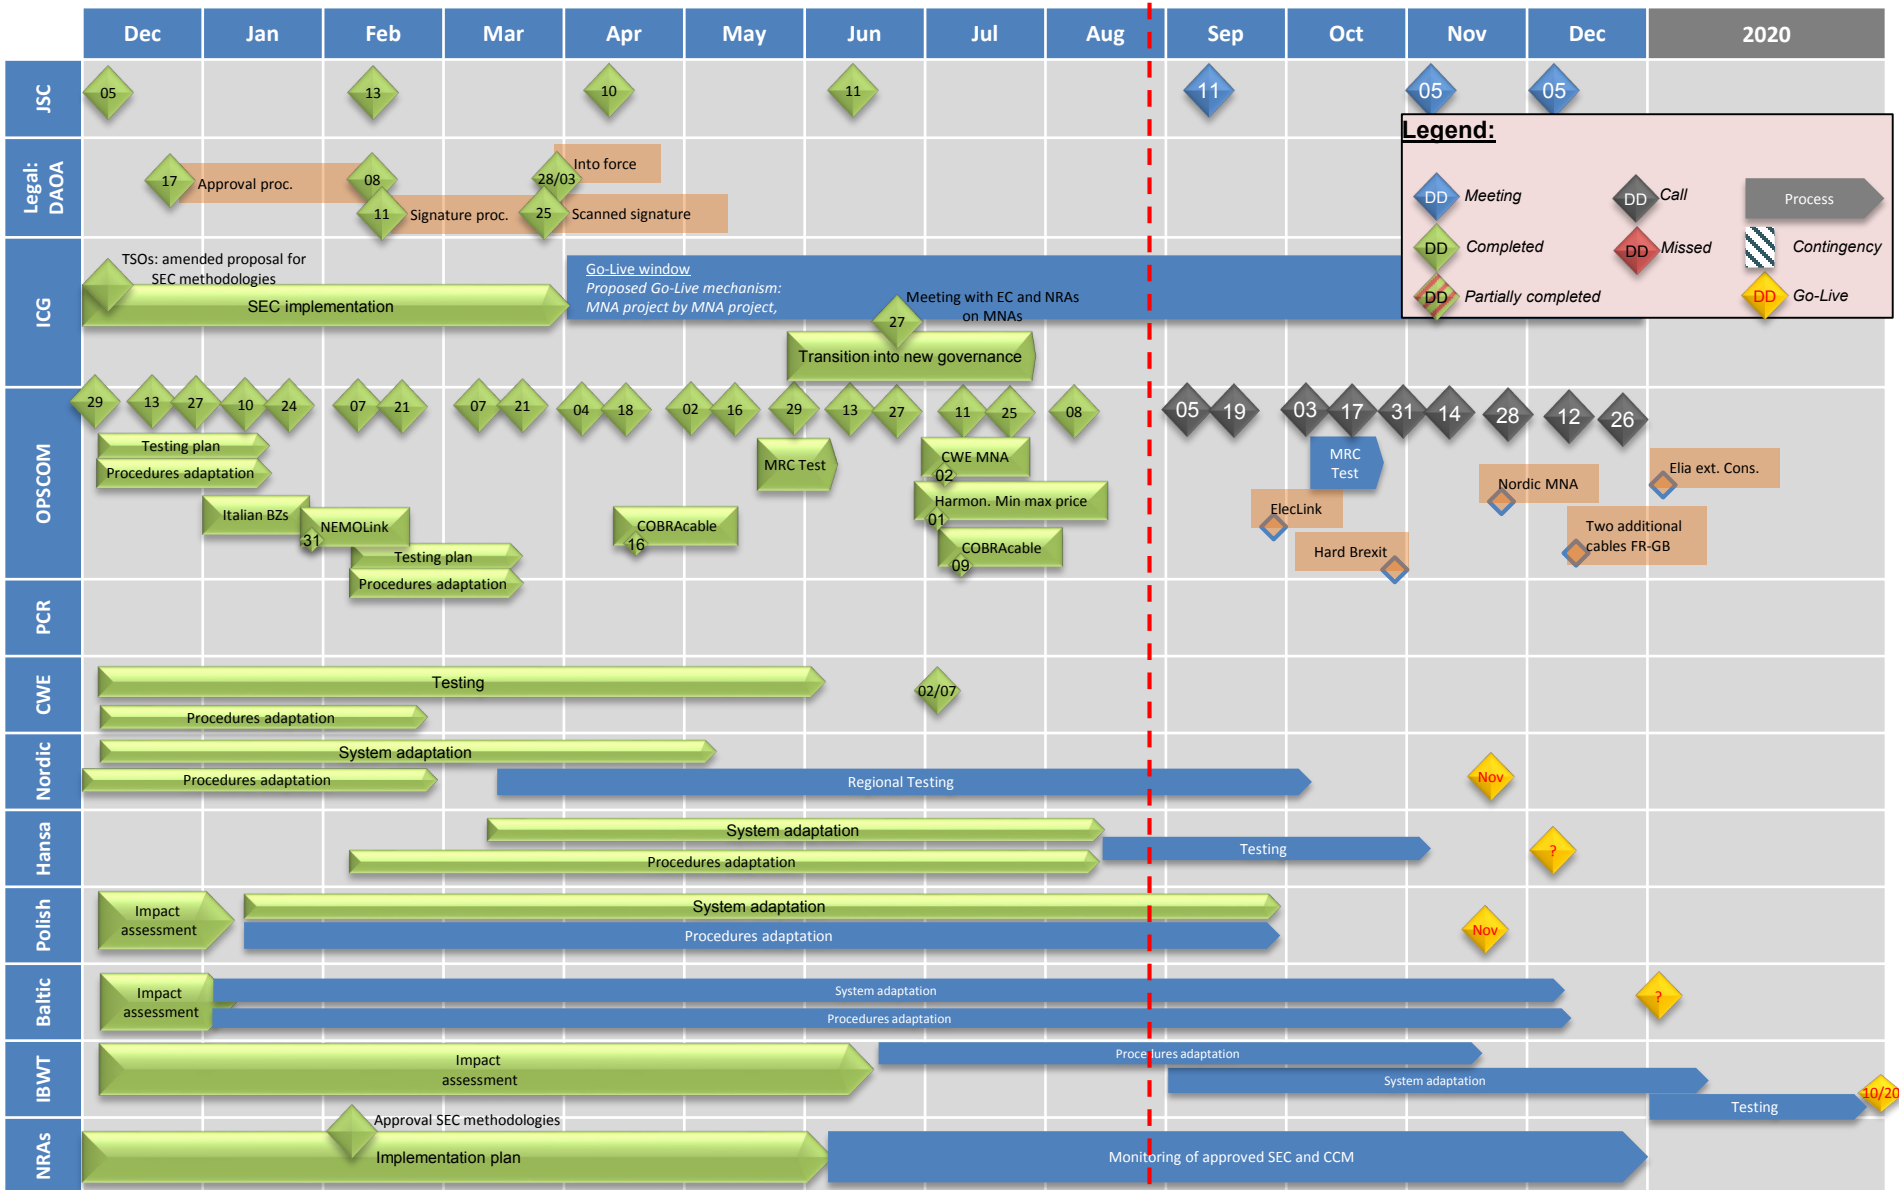 Dec Jan Feb Mar Apr May Jun Jul Aug Sep Oct Nov Dec 2020
JSC
05 13 10 11 11 05 05
Legend:
DD Meeting
DD Call
Process
DD Completed
DD Missed
Contingency
DD Partially completed
DD Go-Live
Legal:
DAOA
17 Approval proc. 08
28/03 Into force
11 Signature proc.
25 Scanned signature
ICG
TSOs: amended proposal for
SEC methodologies
SEC implementation
Go-Live window
Proposed Go-Live mechanism:
MNA project by MNA project,
27
Meeting with EC and NRAs
on MNAs
Transition into new governance
OPSCOM
29 13 27 10 24 07 21 07 21 04 18 02 16 29 13 27 11 25 08 05 19 03 17 31 14 28 12 26
Testing plan
Procedures adaptation
Italian BZs
NEMOLink
31
Testing plan
Procedures adaptation
COBRAcable
16
MRC Test
CWE MNA
02
Harmon. Min max price
01
COBRAcable
09
ElecLink
MRC
Test
Hard Brexit
Nordic MNA
Elia ext. Cons.
Two additional
cables FR-GB
PCR
CWE
Testing
02/07
Procedures adaptation
Nordic
System adaptation
Procedures adaptation
Regional Testing
Nov
Hansa
System adaptation
Procedures adaptation
Testing
?
Polish
Impact
assessment
System adaptation
Procedures adaptation
Nov
Baltic
Impact
assessment
System adaptation
Procedures adaptation
?
IBWT
Impact
assessment
Procedures adaptation
System adaptation
Testing
10/20
NRAs
Approval SEC methodologies
Implementation plan
Monitoring of approved SEC and CCM